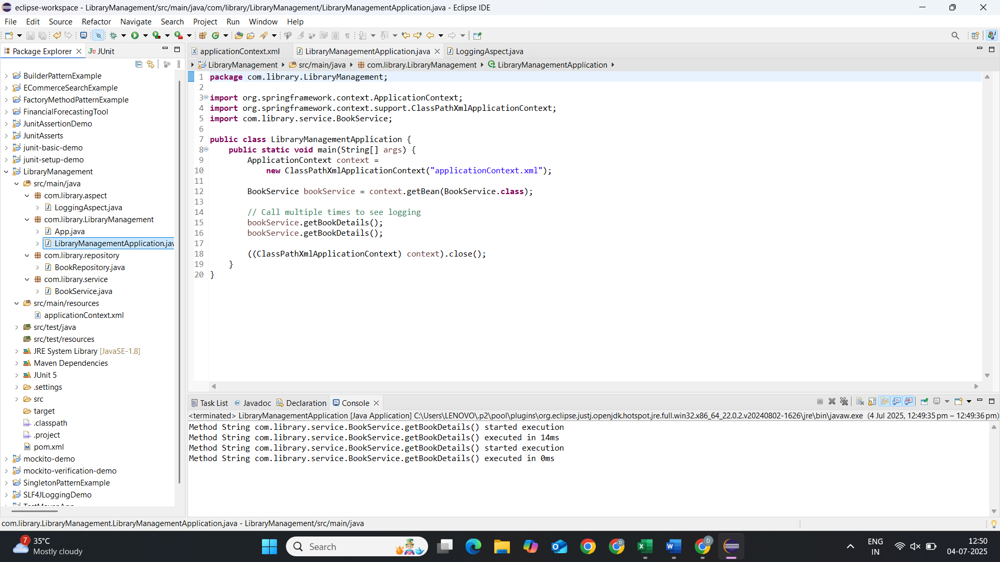 eclipse-workspace - LibraryManagement/src/main/java/com/library/LibraryManagement/LibraryManagementApplication.java - Eclipse IDE
File Edit Source Refactor Navigate Search Project Run Window Help
Package Explorer
JUnit
BuilderPatternExample
ECommerceSearchExample
FactoryMethodPatternExample
FinancialForecastingTool
JunitAssertionDemo
JunitAsserts
junit-basic-demo
junit-setup-demo
LibraryManagement
src/main/java
com.library.aspect
LoggingAspect.java
com.library.LibraryManagement
App.java
LibraryManagementApplication.jav
com.library.repository
BookRepository.java
com.library.service
BookService.java
src/main/resources
applicationContext.xml
src/test/java
src/test/resources
JRE System Library [JavaSE-1.8]
Maven Dependencies
JUnit 5
.settings
src
target
.classpath
.project
pom.xml
mockito-demo
mockito-verification-demo
SingletonPatternExample
SLF4JLoggingDemo
applicationContext.xml LibraryManagementApplication.java LoggingAspect.java
LibraryManagement src/main/java com.library.LibraryManagement LibraryManagementApplication
1 package com.library.LibraryManagement;
2
3 import org.springframework.context.ApplicationContext;
4 import org.springframework.context.support.ClassPathXmlApplicationContext;
5 import com.library.service.BookService;
6
7 public class LibraryManagementApplication {
8     public static void main(String[] args) {
9         ApplicationContext context =
10             new ClassPathXmlApplicationContext("applicationContext.xml");
11
12         BookService bookService = context.getBean(BookService.class);
13
14         // Call multiple times to see logging
15         bookService.getBookDetails();
16         bookService.getBookDetails();
17
18         ((ClassPathXmlApplicationContext) context).close();
19     }
20 }
Task List Javadoc Declaration Console
<terminated> LibraryManagementApplication [Java Application] C:\Users\LENOVO\.p2\pool\plugins\org.eclipse.justj.openjdk.hotspot.jre.full.win32.x86_64_22.0.2.v20240802-1626\jre\bin\javaw.exe (4 Jul 2025, 12:49:35 pm – 12:49:36 pm)
Method String com.library.service.BookService.getBookDetails() started execution
Method String com.library.service.BookService.getBookDetails() executed in 14ms
Method String com.library.service.BookService.getBookDetails() started execution
Method String com.library.service.BookService.getBookDetails() executed in 0ms
com.library.LibraryManagement.LibraryManagementApplication.java - LibraryManagement/src/main/java
7
35°C
Mostly cloudy
Search
ENG
IN
12:50
04-07-2025